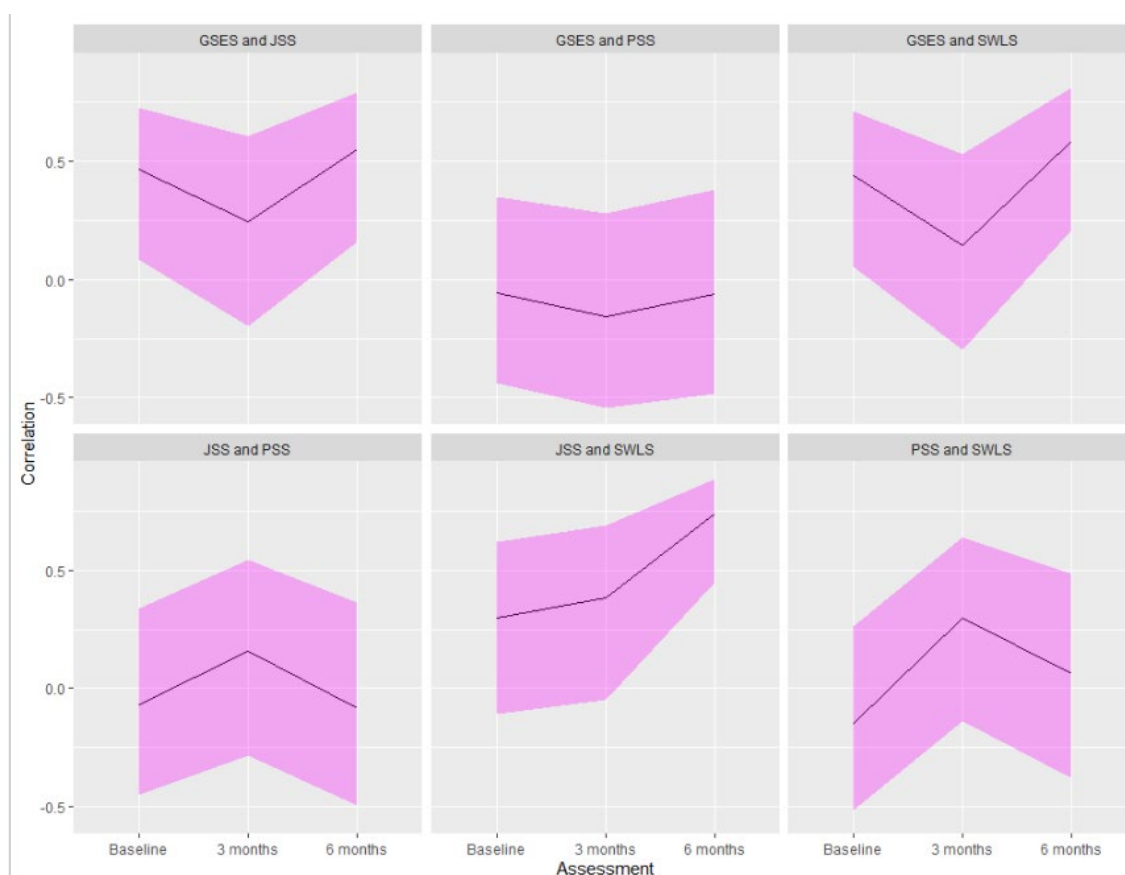 GSES and JSS
GSES and PSS
GSES and SWLS
0.5
0.0
-0.5
Correlation
JSS and PSS
JSS and SWLS
PSS and SWLS
0.5
0.0
-0.5
Baseline 3 months 6 months
Baseline 3 months 6 months
Baseline 3 months 6 months
Assessment